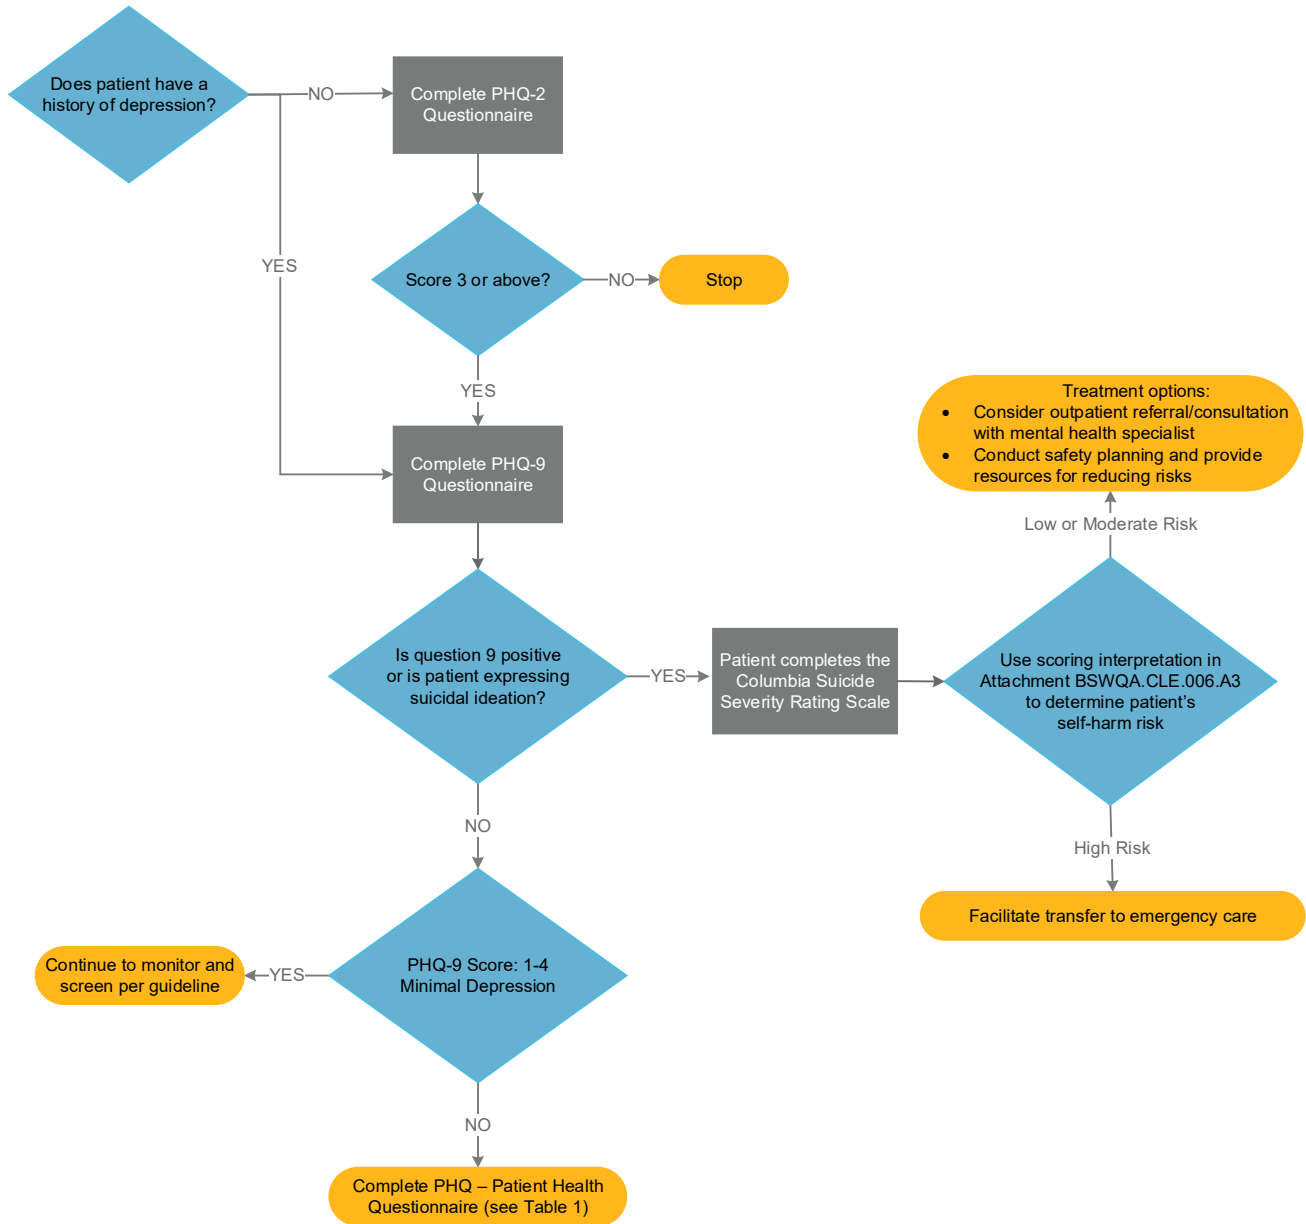 Does patient have a
history of depression?
NO
Complete PHQ-2
Questionnaire
YES
Score 3 or above?
NO
Stop
YES
Complete PHQ-9
Questionnaire
Treatment options:
• Consider outpatient referral/consultation
with mental health specialist
• Conduct safety planning and provide
resources for reducing risks
Low or Moderate Risk
Is question 9 positive
or is patient expressing
suicidal ideation?
YES
Patient completes the
Columbia Suicide
Severity Rating Scale
Use scoring interpretation in
Attachment BSWQA.CLE.006.A3
to determine patient's
self-harm risk
NO
High Risk
Facilitate transfer to emergency care
PHQ-9 Score: 1-4
Minimal Depression
YES
Continue to monitor and
screen per guideline
NO
Complete PHQ – Patient Health
Questionnaire (see Table 1)